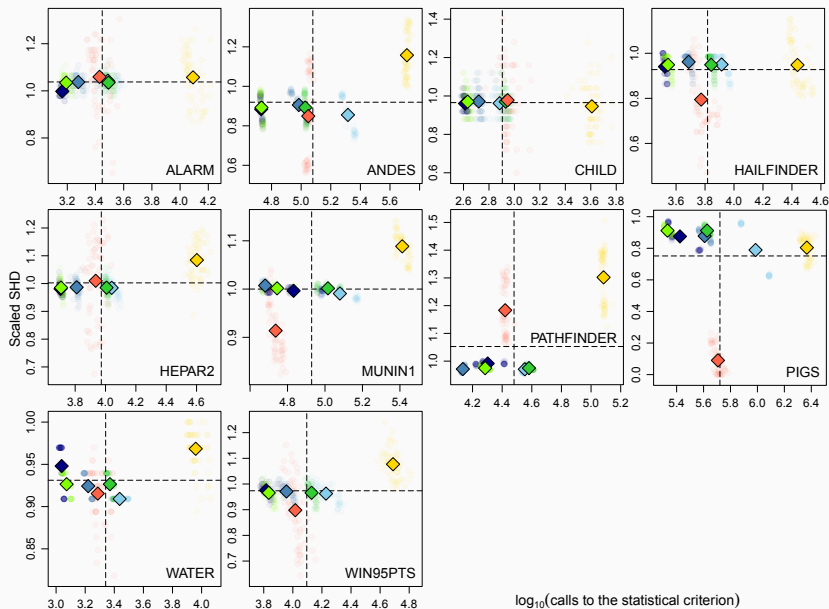 1.2
1.0
0.8
ALARM
3.2 3.4 3.6 3.8 4.0 4.2
1.2
1.0
0.8
0.6
ANDES
4.5 5.0 5.5
1.4
1.2
1.0
0.8
0.6
CHILD
2.6 2.8 3.0 3.2 3.4 3.6 3.8
1.0
0.8
0.6
HAILFINDER
3.4 3.6 3.8 4.0 4.2 4.4 4.6
Scaled SHD
1.2
1.1
1.0
0.9
0.8
0.7
HEPAR2
3.8 4.0 4.2 4.4 4.6
1.1
1.0
0.9
MUNIN1
4.8 5.0 5.2 5.4
1.5
1.4
1.3
1.2
1.1
1.0
PATHFINDER
4.2 4.4 4.6 4.8 5.0 5.2
1.0
0.8
0.6
0.4
0.2
0.0
PIGS
5.4 5.6 5.8 6.0 6.2 6.4
1.00
0.95
0.90
0.85
WATER
3.0 3.2 3.4 3.6 3.8 4.0
1.2
1.1
1.0
0.9
0.8
0.7
WIN95PTS
3.8 4.0 4.2 4.4 4.6 4.8
log₁₀(calls to the statistical criterion)